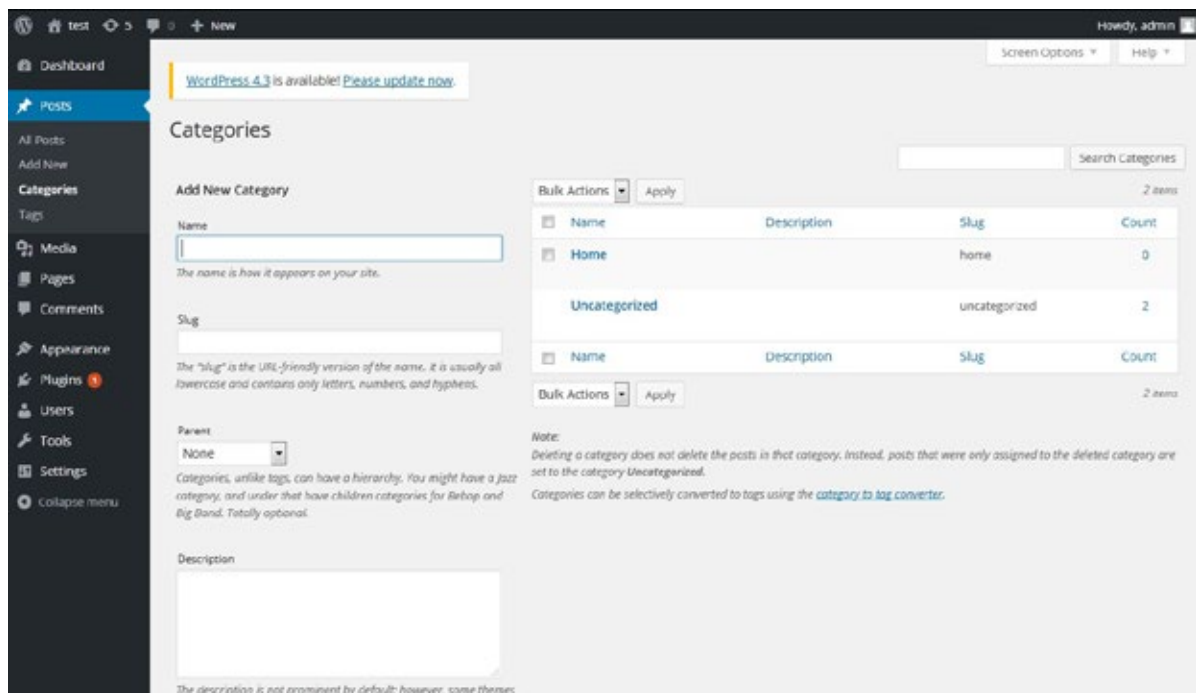 test 5 0 New
Howdy, admin
Screen Options Help
Dashboard
Posts
All Posts
Add New
Categories
Tags
Media
Pages
Comments
Appearance
Plugins 1
Users
Tools
Settings
Collapse menu
WordPress 4.3 is available! Please update now.
Categories
Search Categories
Add New Category
Name
The name is how it appears on your site.
Slug
The "slug" is the URL-friendly version of the name. It is usually all
lowercase and contains only letters, numbers, and hyphens.
Parent
None
Categories, unlike tags, can have a hierarchy. You might have a Jazz
category, and under that have children categories for Bebop and
Big Band. Totally optional.
Description
The description is not prominent by default; however, some themes
Bulk Actions Apply 2 items
Name Description Slug Count
Home home 0
Uncategorized uncategorized 2
Name Description Slug Count
Bulk Actions Apply 2 items
Note:
Deleting a category does not delete the posts in that category. Instead, posts that were only assigned to the deleted category are
set to the category Uncategorized.
Categories can be selectively converted to tags using the category to tag converter.